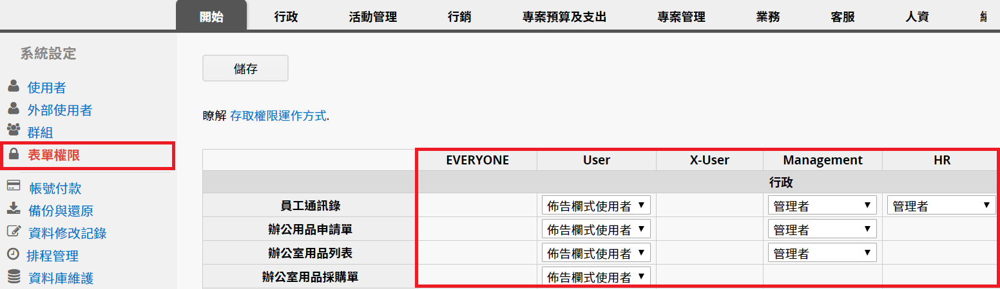 開始 行政 活動管理 行銷 專案預算及支出 專案管理 業務 客服 人資
系統設定
儲存
使用者
外部使用者
瞭解 存取權限運作方式.
群組
表單權限
EVERYONE User X-User Management HR
行政
帳號付款
員工通訊錄 佈告欄式使用者 管理者 管理者
備份與還原
辦公用品申請單 佈告欄式使用者 管理者
資料修改記錄
辦公室用品列表 佈告欄式使用者 管理者
排程管理
辦公室用品採購單 佈告欄式使用者
資料庫維護